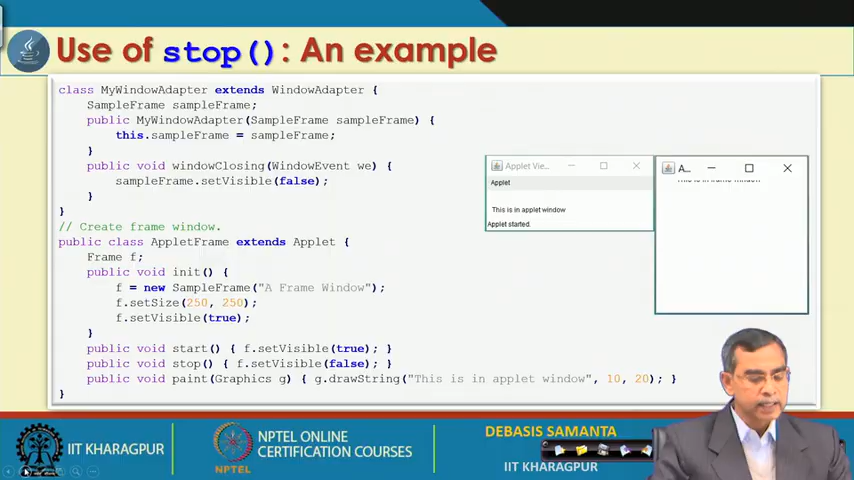 Use of stop(): An example
class MyWindowAdapter extends WindowAdapter {
SampleFrame sampleFrame;
public MyWindowAdapter(SampleFrame sampleFrame) {
this.sampleFrame = sampleFrame;
}
public void windowClosing(WindowEvent we) {
sampleFrame.setVisible(false);
}
}
// Create frame window.
public class AppletFrame extends Applet {
Frame f;
public void init() {
f = new SampleFrame("A Frame Window");
f.setSize(250, 250);
f.setVisible(true);
}
public void start() { f.setVisible(true); }
public void stop() { f.setVisible(false); }
public void paint(Graphics g) { g.drawString("This is in applet window", 10, 20); }
}
Applet Vie...
Applet
This is in applet window
Applet started.
A...
IIT KHARAGPUR
NPTEL
NPTEL ONLINE
CERTIFICATION COURSES
DEBASIS SAMANTA
IIT KHARAGPUR